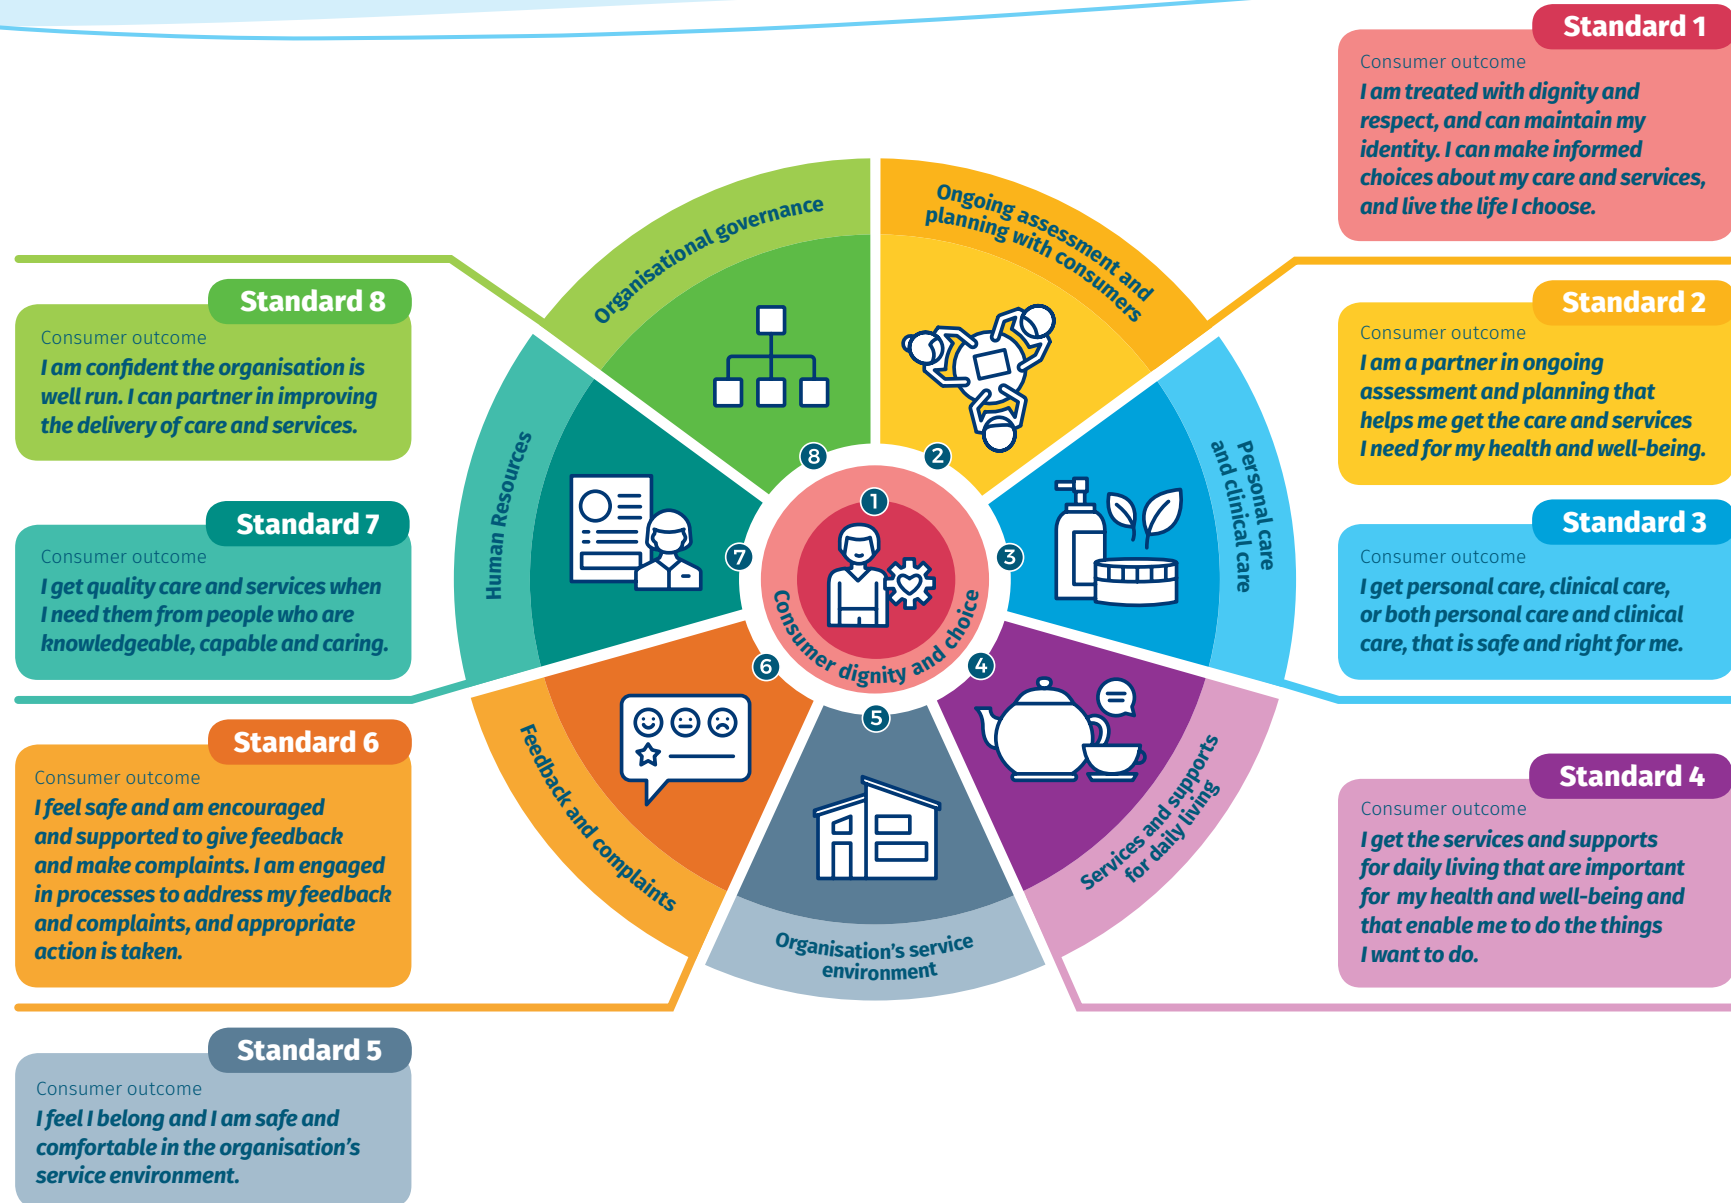 Standard 1
Consumer outcome
I am treated with dignity and
respect, and can maintain my
identity. I can make informed
choices about my care and services,
and live the life I choose.
Standard 2
Consumer outcome
I am a partner in ongoing
assessment and planning that
helps me get the care and services
I need for my health and well-being.
Standard 3
Consumer outcome
I get personal care, clinical care,
or both personal care and clinical
care, that is safe and right for me.
Standard 4
Consumer outcome
I get the services and supports
for daily living that are important
for my health and well-being and
that enable me to do the things
I want to do.
Standard 8
Consumer outcome
I am confident the organisation is
well run. I can partner in improving
the delivery of care and services.
Standard 7
Consumer outcome
I get quality care and services when
I need them from people who are
knowledgeable, capable and caring.
Standard 6
Consumer outcome
I feel safe and am encouraged
and supported to give feedback
and make complaints. I am engaged
in processes to address my feedback
and complaints, and appropriate
action is taken.
Standard 5
Consumer outcome
I feel I belong and I am safe and
comfortable in the organisation's
service environment.
1
Consumer dignity and choice
2
Ongoing assessment and
planning with consumers
3
Personal care
and clinical care
4
Services and supports
for daily living
5
Organisation's service
environment
6
Feedback and complaints
7
Human Resources
8
Organisational governance